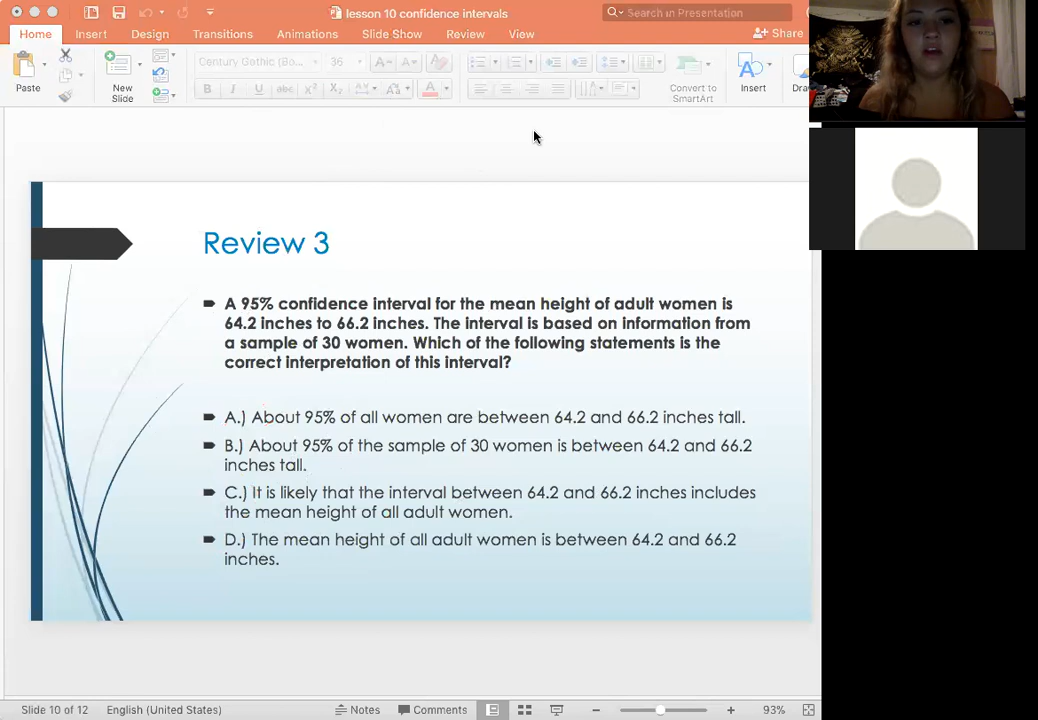 lesson 10 confidence intervals
Search in Presentation
Home Insert Design Transitions Animations Slide Show Review View Share
Century Gothic (Bo... 36
Paste New Slide Convert to SmartArt Insert
Review 3
A 95% confidence interval for the mean height of adult women is
64.2 inches to 66.2 inches. The interval is based on information from
a sample of 30 women. Which of the following statements is the
correct interpretation of this interval?
A.) About 95% of all women are between 64.2 and 66.2 inches tall.
B.) About 95% of the sample of 30 women is between 64.2 and 66.2
inches tall.
C.) It is likely that the interval between 64.2 and 66.2 inches includes
the mean height of all adult women.
D.) The mean height of all adult women is between 64.2 and 66.2
inches.
Slide 10 of 12 English (United States) Notes Comments 93%